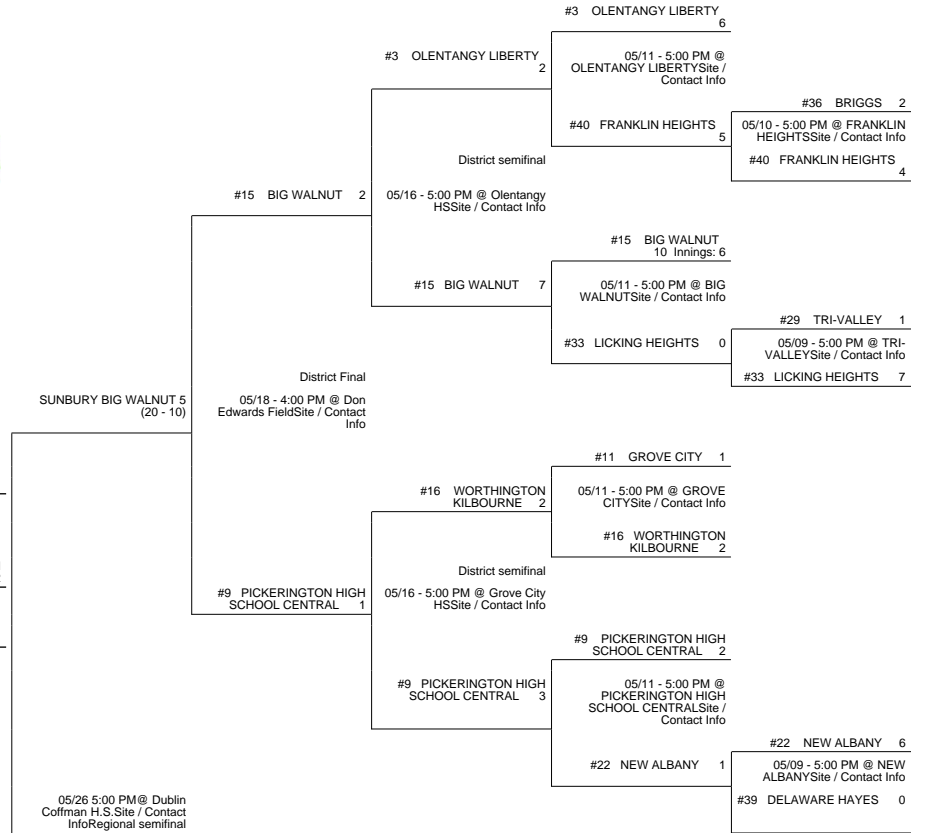 #3 OLENTANGY LIBERTY
6
#3 OLENTANGY LIBERTY
2
05/11 - 5:00 PM @
OLENTANGY LIBERTYSite /
Contact Info
#36 BRIGGS 2
#40 FRANKLIN HEIGHTS
5
05/10 - 5:00 PM @ FRANKLIN
HEIGHTSSite / Contact Info
#40 FRANKLIN HEIGHTS
4
District semifinal
#15 BIG WALNUT 2
05/16 - 5:00 PM @ Olentangy
HSSite / Contact Info
#15 BIG WALNUT
10 Innings: 6
#15 BIG WALNUT 7
05/11 - 5:00 PM @ BIG
WALNUTSite / Contact Info
#29 TRI-VALLEY 1
#33 LICKING HEIGHTS 0
05/09 - 5:00 PM @ TRI-
VALLEYSite / Contact Info
#33 LICKING HEIGHTS 7
District Final
SUNBURY BIG WALNUT 5
(20 - 10)
05/18 - 4:00 PM @ Don
Edwards FieldSite / Contact
Info
#11 GROVE CITY 1
#16 WORTHINGTON
KILBOURNE 2
05/11 - 5:00 PM @ GROVE
CITYSite / Contact Info
#16 WORTHINGTON
KILBOURNE 2
District semifinal
#9 PICKERINGTON HIGH
SCHOOL CENTRAL 1
05/16 - 5:00 PM @ Grove City
HSSite / Contact Info
#9 PICKERINGTON HIGH
SCHOOL CENTRAL 2
#9 PICKERINGTON HIGH
SCHOOL CENTRAL 3
05/11 - 5:00 PM @
PICKERINGTON HIGH
SCHOOL CENTRALSite /
Contact Info
#22 NEW ALBANY 6
#22 NEW ALBANY 1
05/09 - 5:00 PM @ NEW
ALBANYSite / Contact Info
#39 DELAWARE HAYES 0
05/26 5:00 PM@ Dublin
Coffman H.S.Site / Contact
InfoRegional semifinal